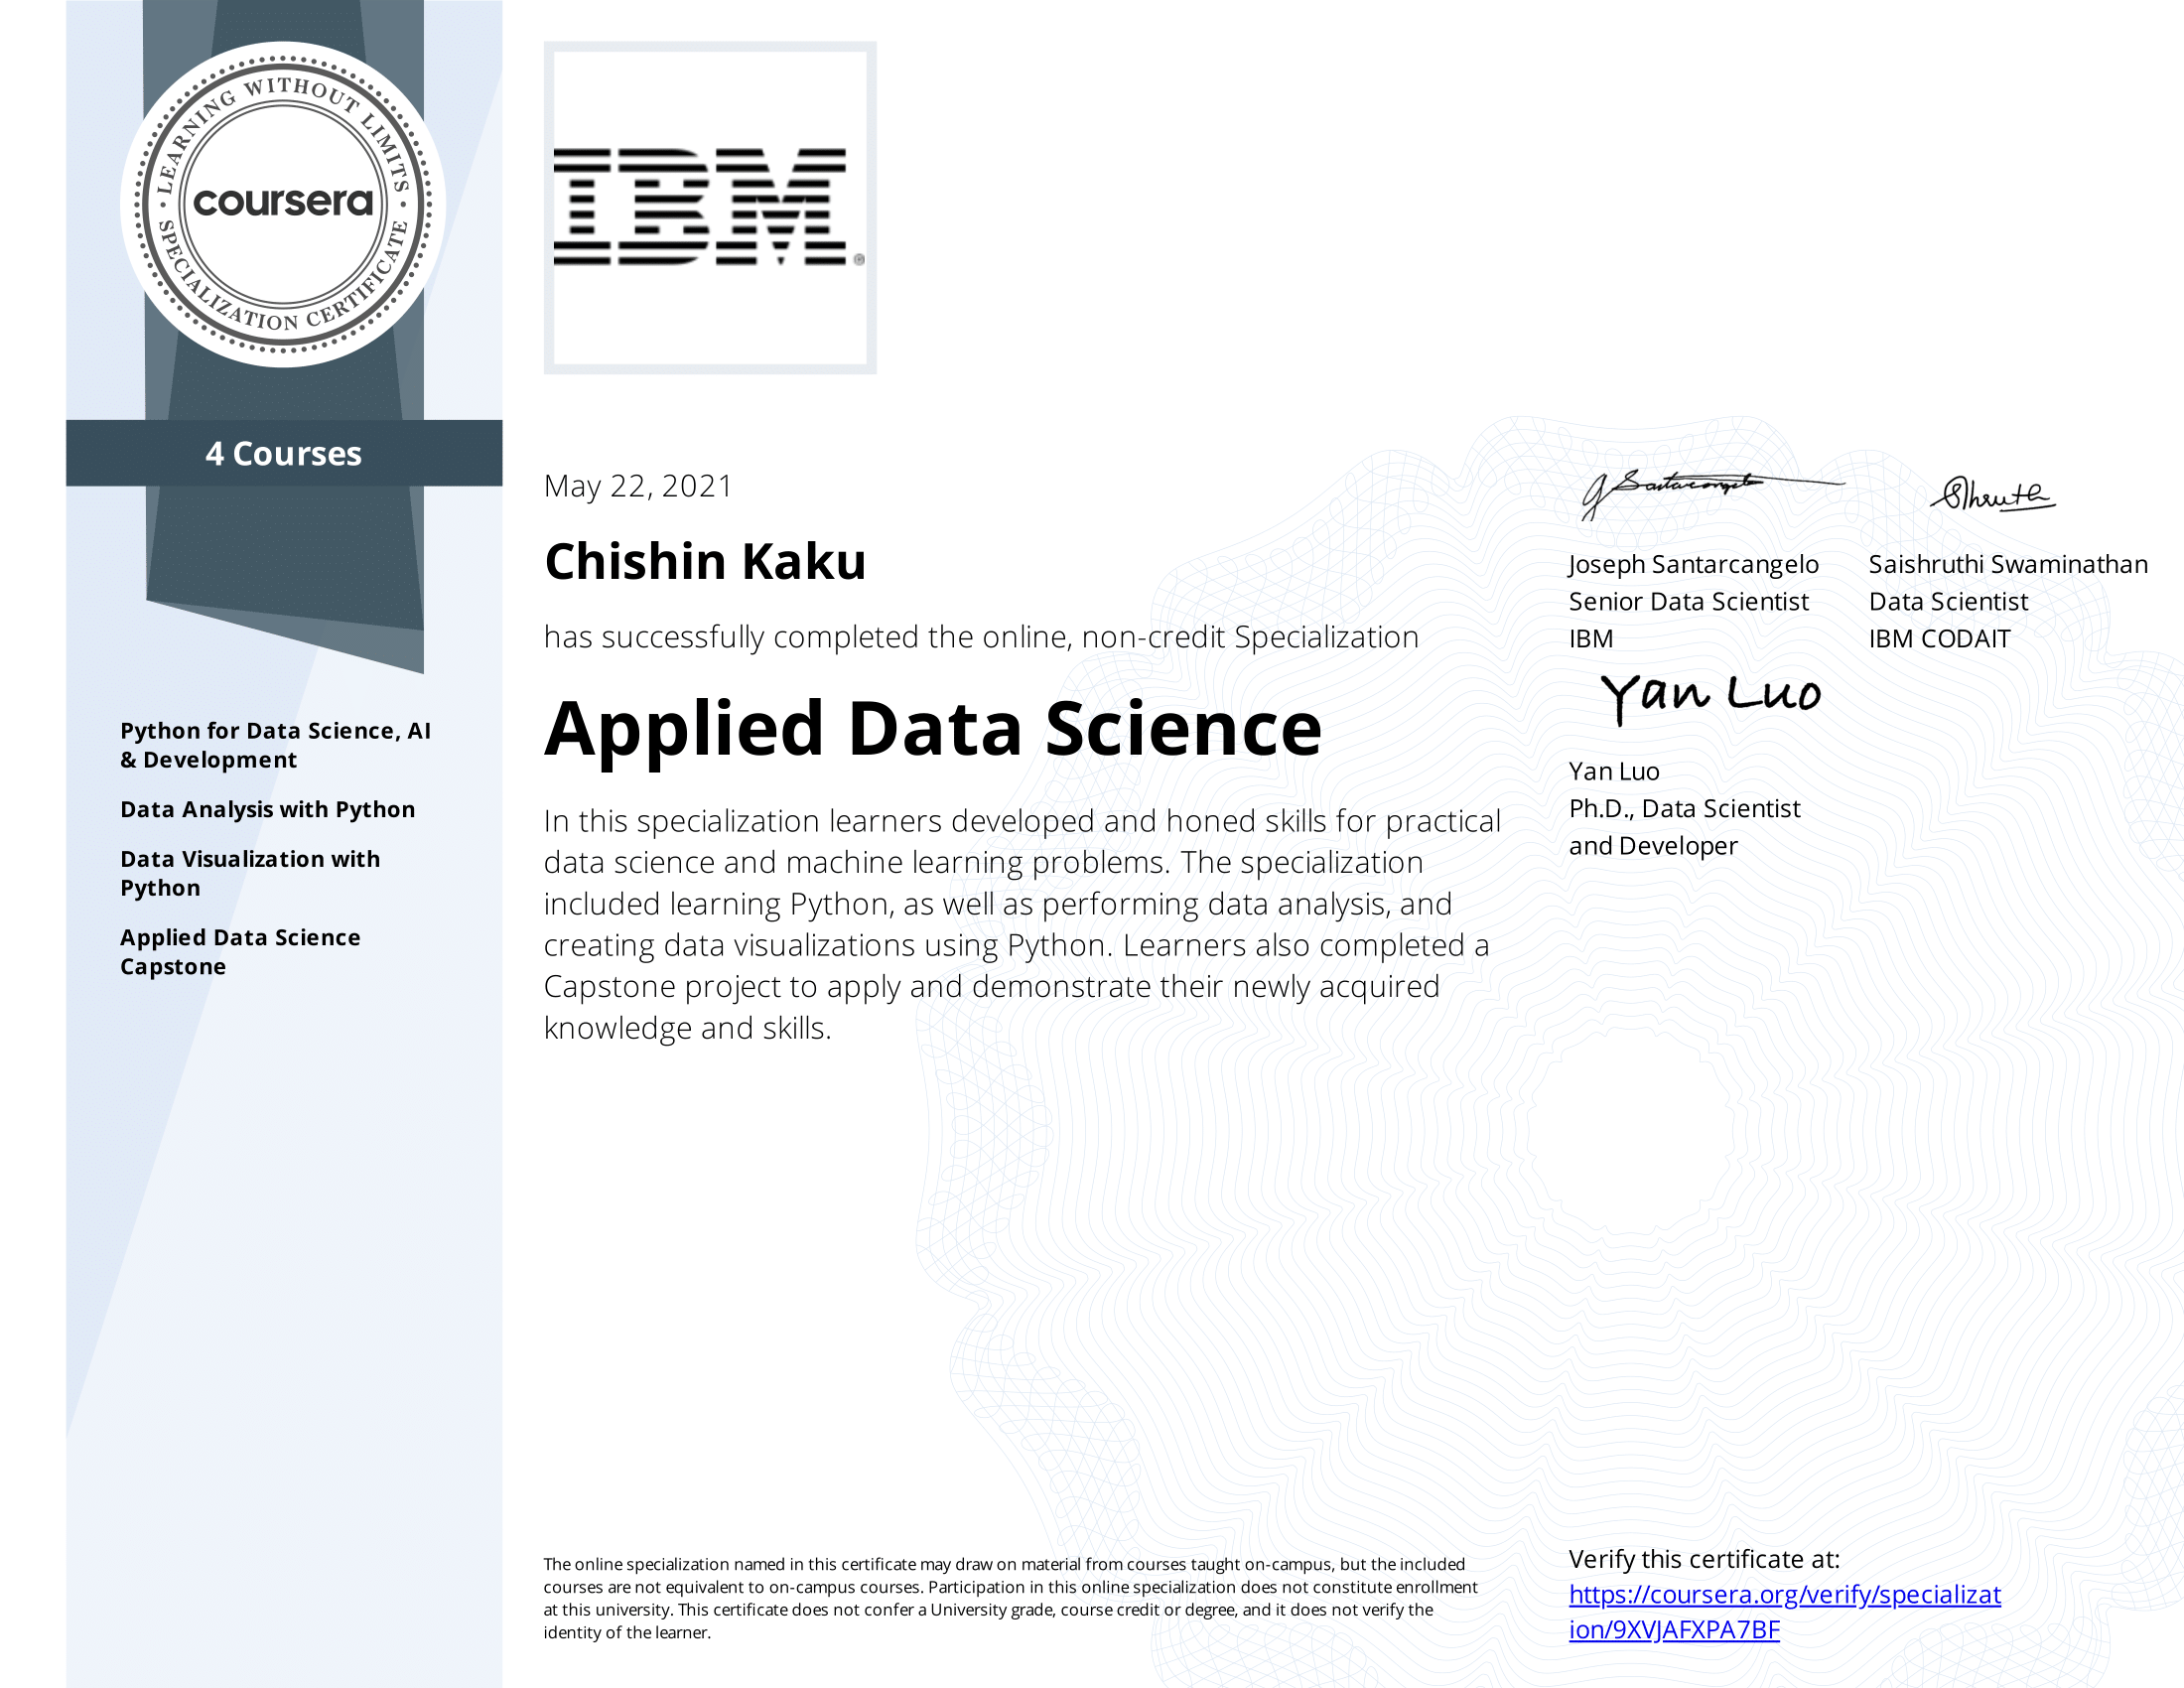 LEARNING WITHOUT LIMITS
coursera
SPECIALIZATION CERTIFICATE
4 Courses
Python for Data Science, AI
& Development
Data Analysis with Python
Data Visualization with
Python
Applied Data Science
Capstone
IBM®
May 22, 2021
Chishin Kaku
has successfully completed the online, non-credit Specialization
Applied Data Science
In this specialization learners developed and honed skills for practical
data science and machine learning problems. The specialization
included learning Python, as well as performing data analysis, and
creating data visualizations using Python. Learners also completed a
Capstone project to apply and demonstrate their newly acquired
knowledge and skills.
J Santarcangelo
Joseph Santarcangelo
Senior Data Scientist
IBM
Shruthi
Saishruthi Swaminathan
Data Scientist
IBM CODAIT
Yan Luo
Yan Luo
Ph.D., Data Scientist
and Developer
The online specialization named in this certificate may draw on material from courses taught on-campus, but the included
courses are not equivalent to on-campus courses. Participation in this online specialization does not constitute enrollment
at this university. This certificate does not confer a University grade, course credit or degree, and it does not verify the
identity of the learner.
Verify this certificate at:
https://coursera.org/verify/specializat
ion/9XVJAFXPA7BF